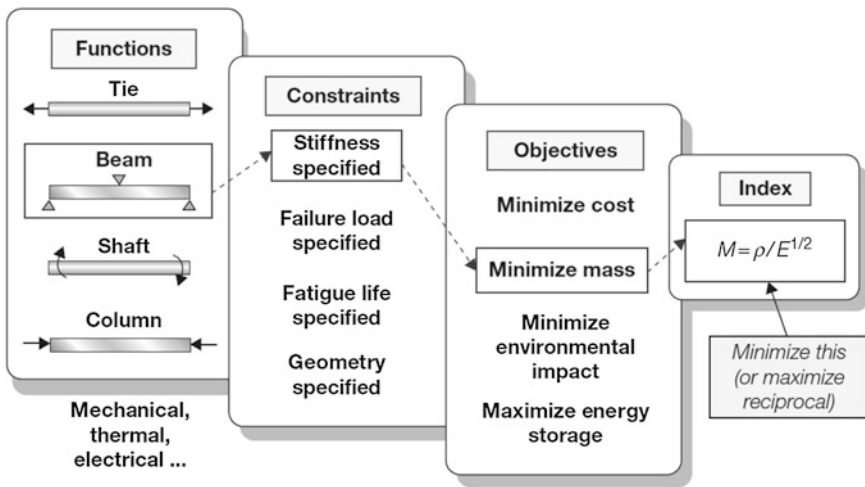 Functions
Tie
Beam
Shaft
Column
Mechanical,
thermal,
electrical ...
Constraints
Stiffness
specified
Failure load
specified
Fatigue life
specified
Geometry
specified
Objectives
Minimize cost
Minimize mass
Minimize
environmental
impact
Maximize energy
storage
Index
M = ρ/E^1/2
Minimize this
(or maximize
reciprocal)